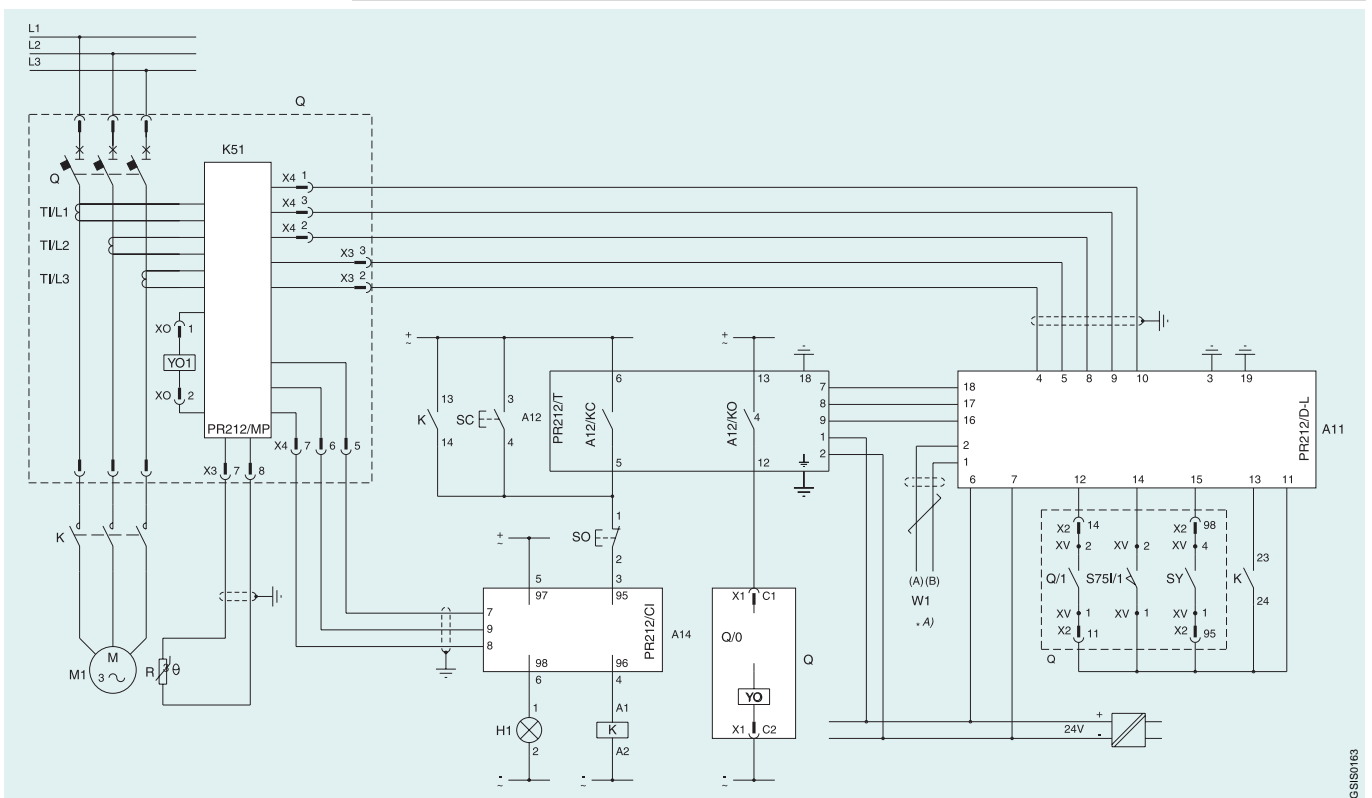 L1
L2
L3
Q
K51
Q
X4 1
X4 3
TI/L1
X4 2
TI/L2
X3 3
TI/L3
X3 2
XO 1
YO1
XO 2
PR212/MP
X4 7 6 5
X3 7 8
K
M1
M
3 ~
R
+
~
13
K
14
SC
3
4
A12
PR212/T
6
A12/KC
5
+
~
13
A12/KO
4
12
18
7
8
9
1
2
18
17
16
2
1
4 5 8 9 10 3 19
PR212/D-L
A11
6 7 12 14 15 13 11
(A) (B)
W1
* A)
X2 14
XV 2
Q/1
XV 1
X2 11
Q
XV 2
S75I/1
XV 1
X2 98
XV 4
SY
XV 1
X2 95
23
K
24
1
SO
2
+
~
5
97
3
95
7
9
8
PR212/CI
A14
98
6
96
4
1
H1
2
A1
K
A2
-
~
-
~
X1 C1
Q/0
Q
YO
X1 C2
-
~
+
24V
-
GSIS0163